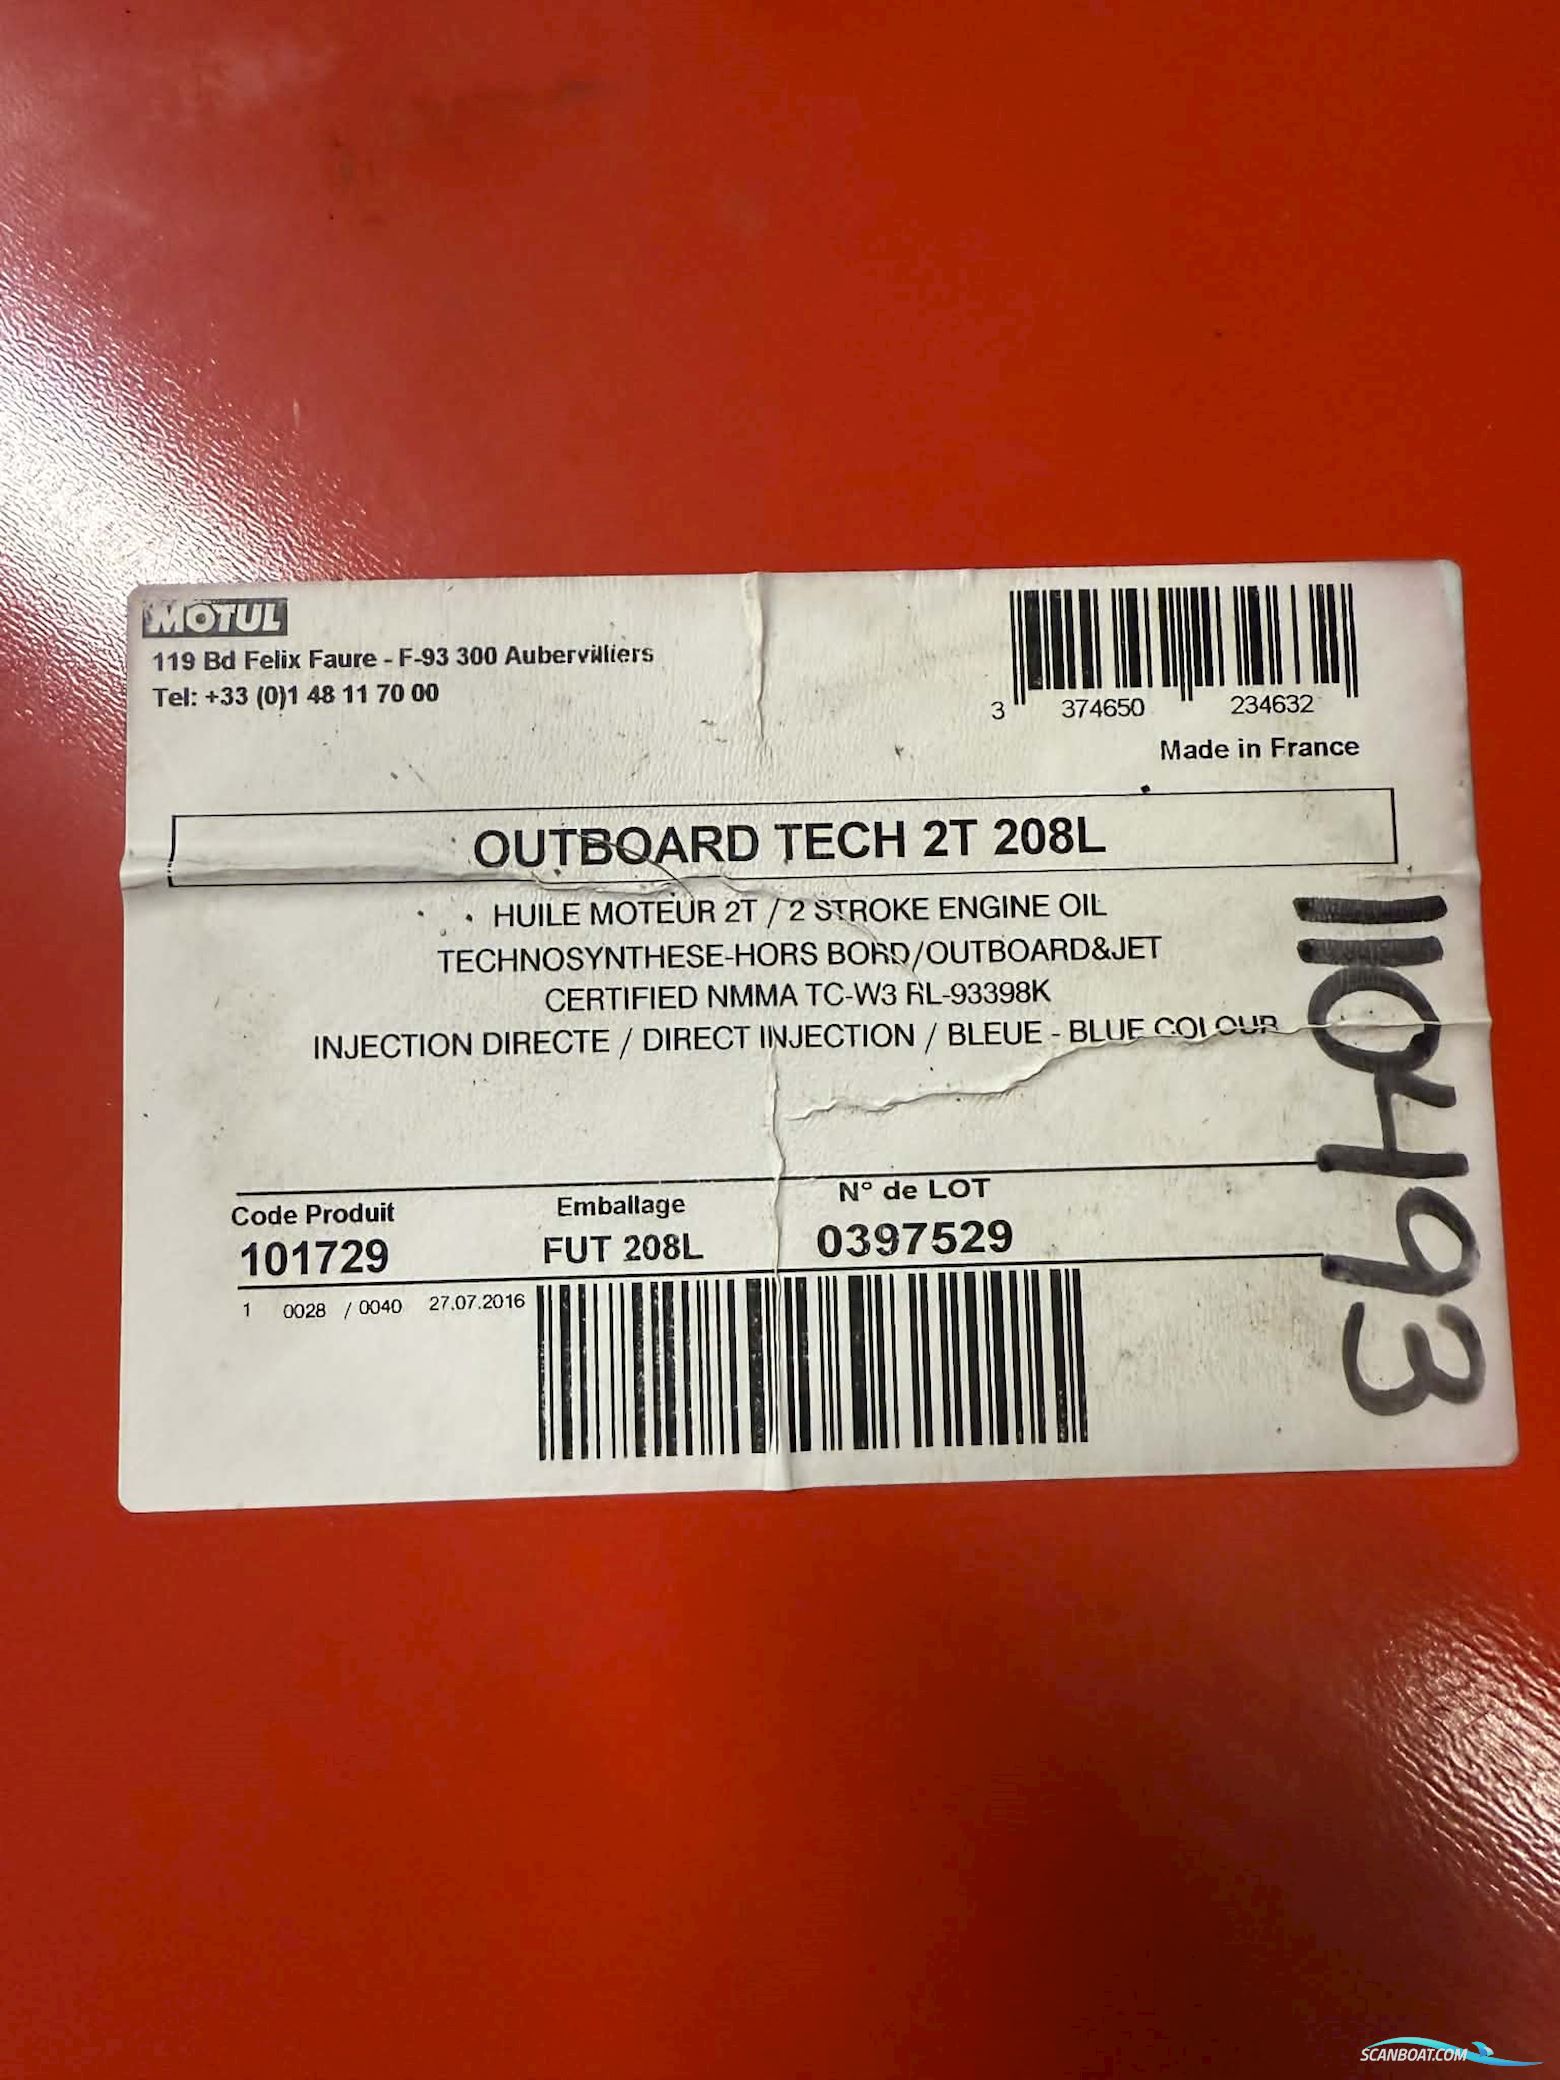 MOTUL
119 Bd Felix Faure - F-93 300 Aubervilliers
Tel: +33 (0)1 48 11 70 00
3 374650 234632
Made in France
OUTBOARD TECH 2T 208L
HUILE MOTEUR 2T / 2 STROKE ENGINE OIL
TECHNOSYNTHESE-HORS BORD/OUTBOARD&JET
CERTIFIED NMMA TC-W3 RL-93398K
INJECTION DIRECTE / DIRECT INJECTION / BLEUE - BLUE COLOUR
Code Produit Emballage N° de LOT
101729 FUT 208L 0397529
1 0028 / 0040 27.07.2016
110493
SCANBOAT.COM